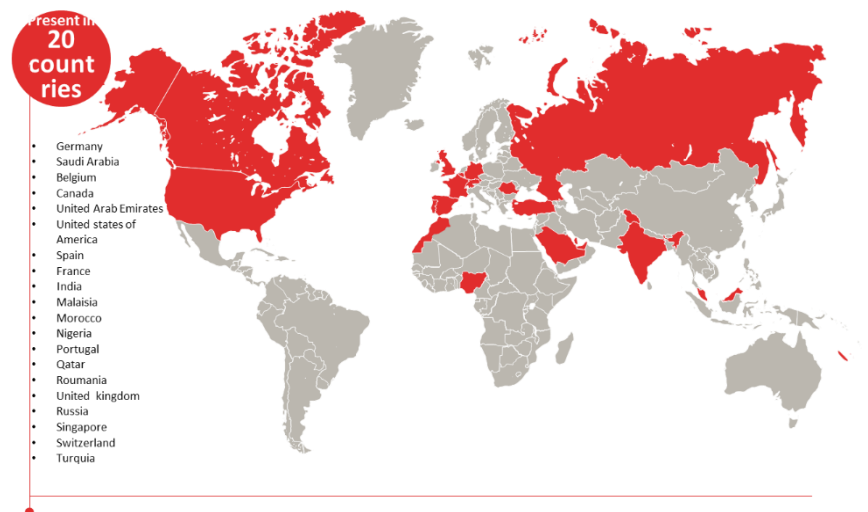 Present in
20
count
ries
• Germany
• Saudi Arabia
• Belgium
• Canada
• United Arab Emirates
• United states of
America
• Spain
• France
• India
• Malaisia
• Morocco
• Nigeria
• Portugal
• Qatar
• Roumania
• United kingdom
• Russia
• Singapore
• Switzerland
• Turquia